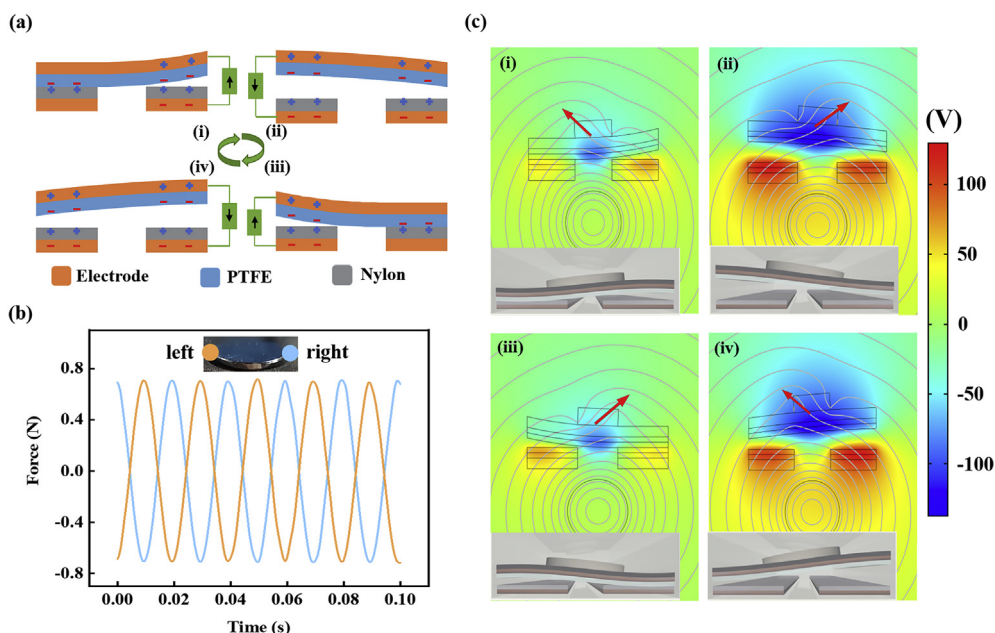 (a)
(c)
(i)
(ii)
(iv)
(iii)
Electrode
PTFE
Nylon
(b)
left
right
0.8
0.4
0.0
-0.4
-0.8
Force (N)
0.00 0.02 0.04 0.06 0.08 0.10
Time (s)
(i)
(ii)
(iii)
(iv)
(V)
100
50
0
-50
-100